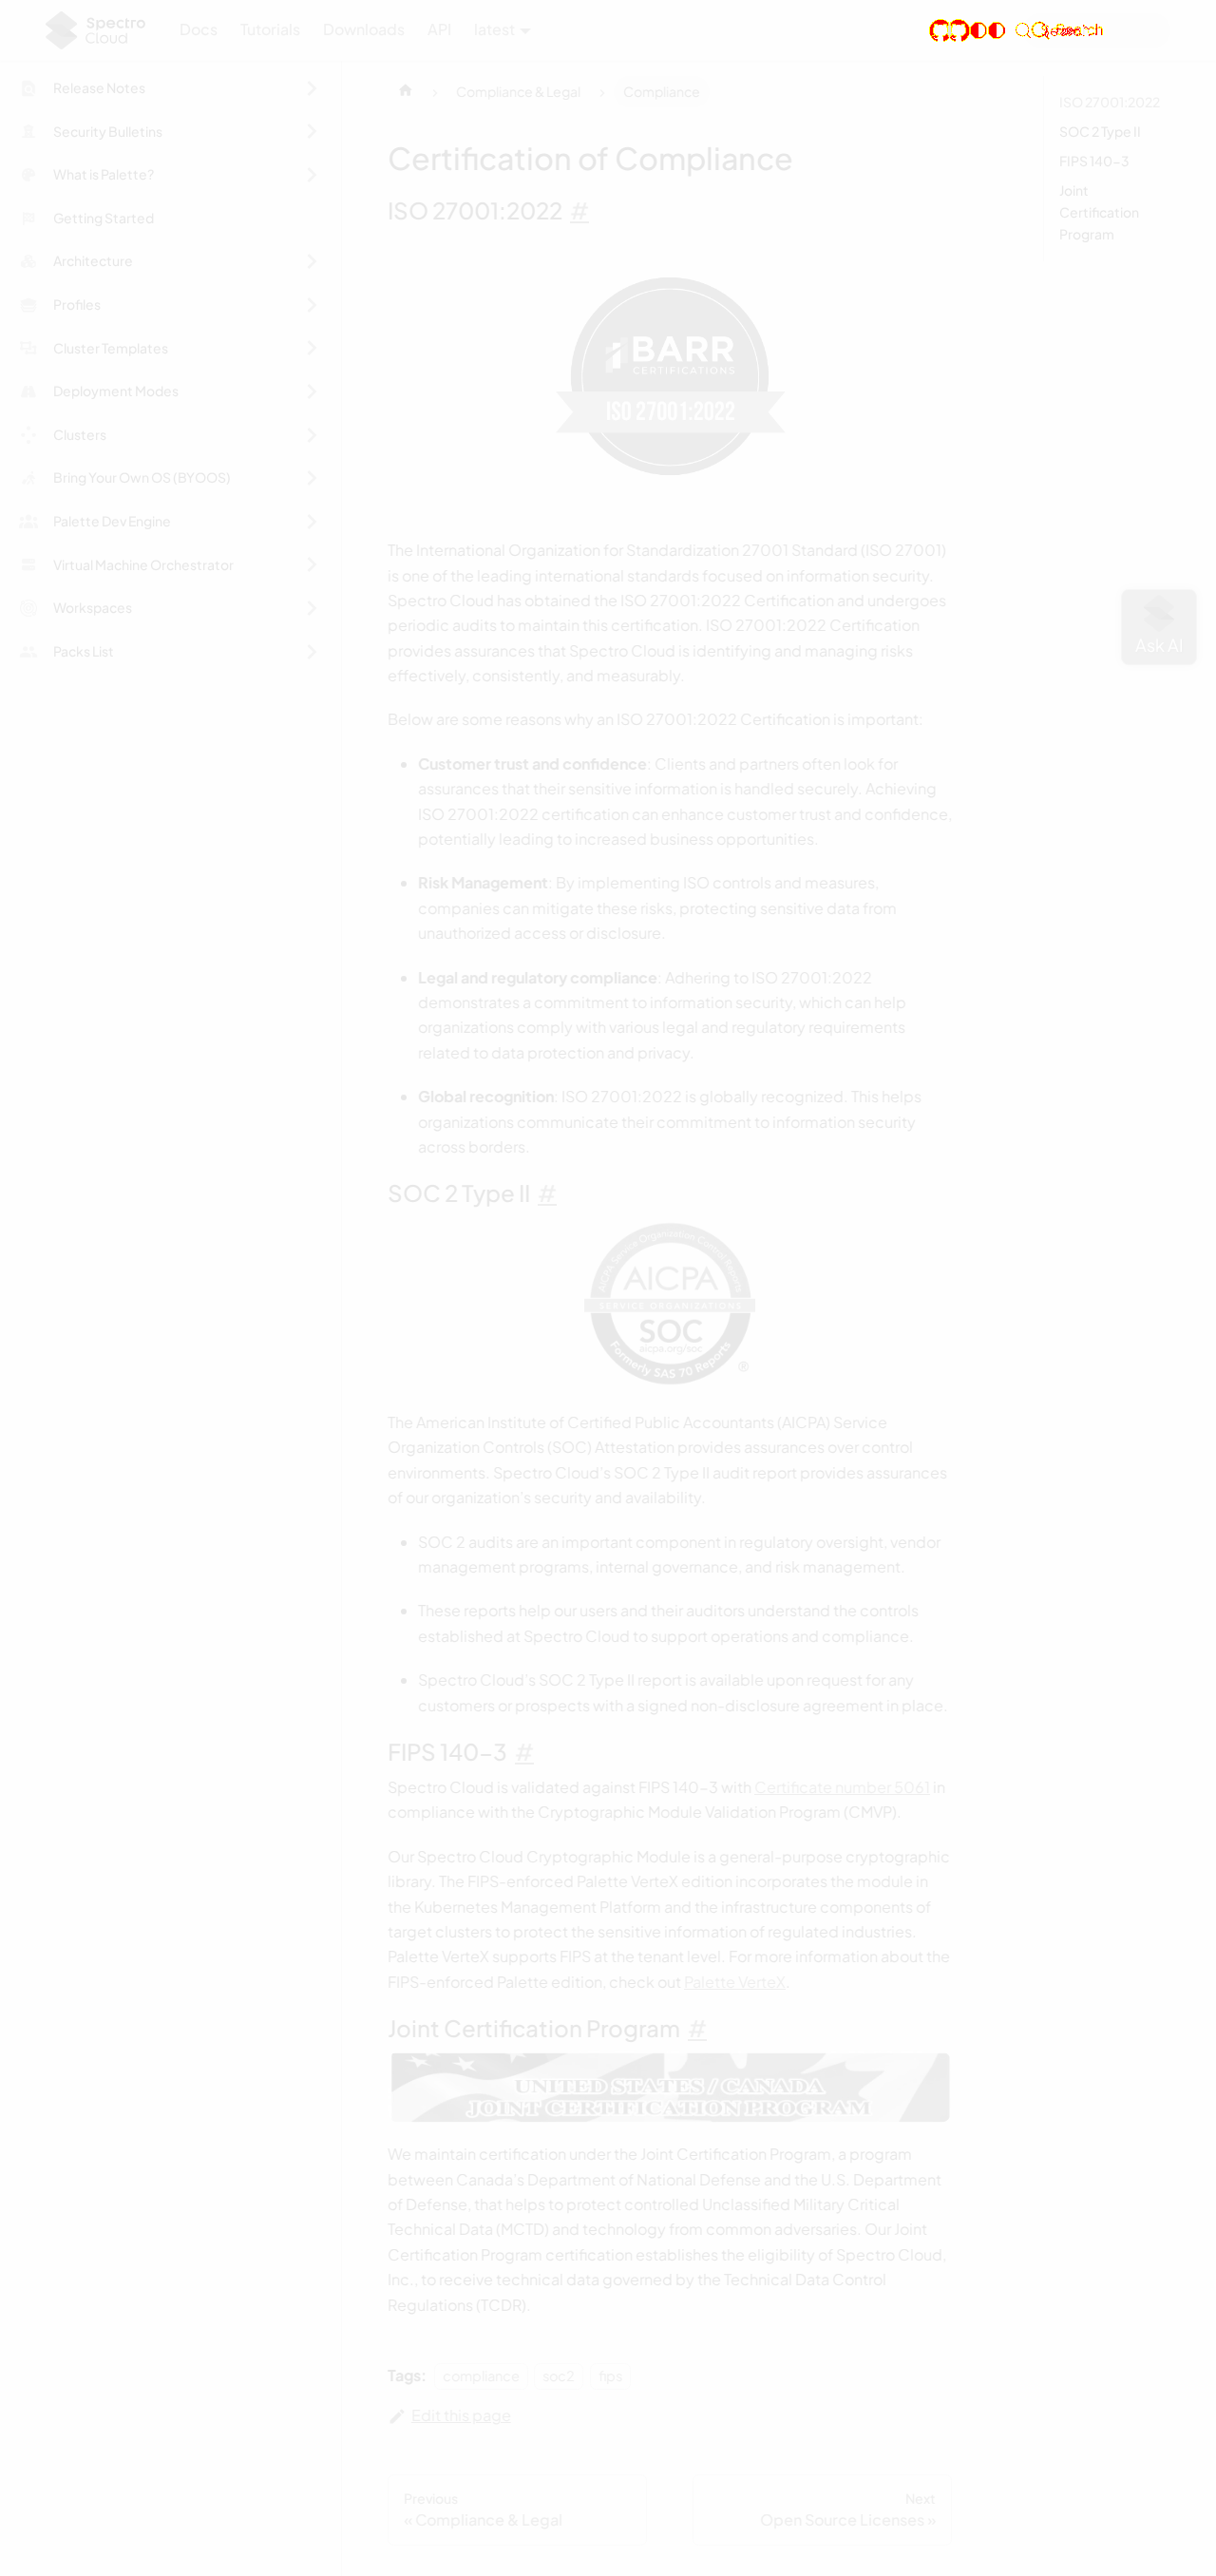 Spectro
Cloud
Docs
Tutorials
Downloads
API
latest
Release Notes
Security Bulletins
What is Palette?
Getting Started
Architecture
Profiles
Cluster Templates
Deployment Modes
Clusters
Bring Your Own OS (BYOOS)
Palette Dev Engine
Virtual Machine Orchestrator
Workspaces
Packs List
Compliance & Legal
Compliance
Certification of Compliance
ISO 27001:2022 #
BARR
CERTIFICATIONS
ISO 27001:2022
The International Organization for Standardization 27001 Standard (ISO 27001)
is one of the leading international standards focused on information security.
Spectro Cloud has obtained the ISO 27001:2022 Certification and undergoes
periodic audits to maintain this certification. ISO 27001:2022 Certification
provides assurances that Spectro Cloud is identifying and managing risks
effectively, consistently, and measurably.
Below are some reasons why an ISO 27001:2022 Certification is important:
Customer trust and confidence: Clients and partners often look for
assurances that their sensitive information is handled securely. Achieving
ISO 27001:2022 certification can enhance customer trust and confidence,
potentially leading to increased business opportunities.
Risk Management: By implementing ISO controls and measures,
companies can mitigate these risks, protecting sensitive data from
unauthorized access or disclosure.
Legal and regulatory compliance: Adhering to ISO 27001:2022
demonstrates a commitment to information security, which can help
organizations comply with various legal and regulatory requirements
related to data protection and privacy.
Global recognition: ISO 27001:2022 is globally recognized. This helps
organizations communicate their commitment to information security
across borders.
SOC 2 Type II #
AICPA Service Organization Control Reports
AICPA
SERVICE ORGANIZATIONS
SOC
aicpa.org/soc
Formerly SAS 70 Reports
®
The American Institute of Certified Public Accountants (AICPA) Service
Organization Controls (SOC) Attestation provides assurances over control
environments. Spectro Cloud's SOC 2 Type II audit report provides assurances
of our organization's security and availability.
SOC 2 audits are an important component in regulatory oversight, vendor
management programs, internal governance, and risk management.
These reports help our users and their auditors understand the controls
established at Spectro Cloud to support operations and compliance.
Spectro Cloud's SOC 2 Type II report is available upon request for any
customers or prospects with a signed non-disclosure agreement in place.
FIPS 140-3 #
Spectro Cloud is validated against FIPS 140-3 with Certificate number 5061 in
compliance with the Cryptographic Module Validation Program (CMVP).
Our Spectro Cloud Cryptographic Module is a general-purpose cryptographic
library. The FIPS-enforced Palette VerteX edition incorporates the module in
the Kubernetes Management Platform and the infrastructure components of
target clusters to protect the sensitive information of regulated industries.
Palette VerteX supports FIPS at the tenant level. For more information about the
FIPS-enforced Palette edition, check out Palette VerteX.
Joint Certification Program #
UNITED STATES / CANADA
JOINT CERTIFICATION PROGRAM
We maintain certification under the Joint Certification Program, a program
between Canada's Department of National Defense and the U.S. Department
of Defense, that helps to protect controlled Unclassified Military Critical
Technical Data (MCTD) and technology from common adversaries. Our Joint
Certification Program certification establishes the eligibility of Spectro Cloud,
Inc., to receive technical data governed by the Technical Data Control
Regulations (TCDR).
Tags: compliance soc2 fips
Edit this page
Previous
« Compliance & Legal
Next
Open Source Licenses »
ISO 27001:2022
SOC 2 Type II
FIPS 140-3
Joint
Certification
Program
Ask AI